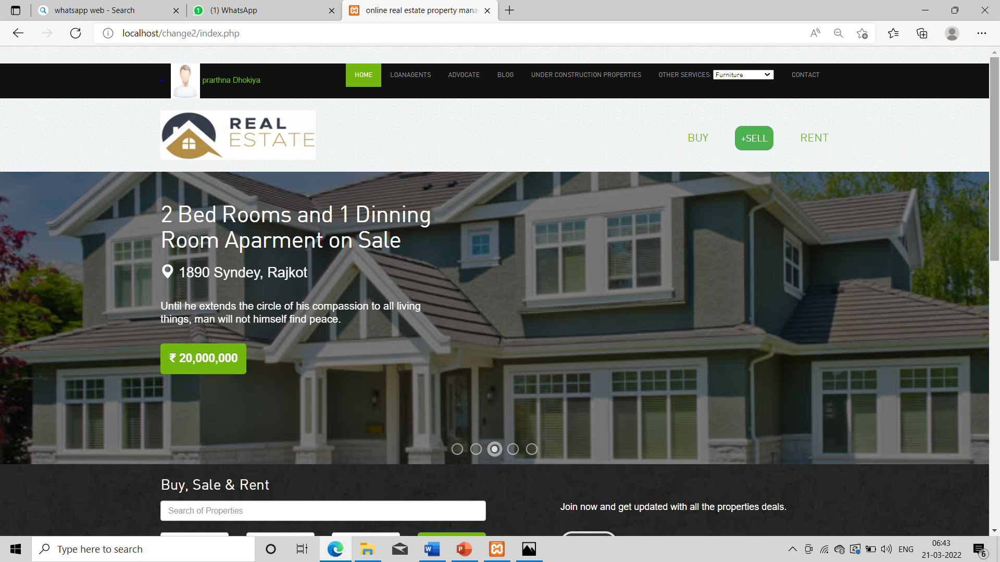 whatsapp web - Search
(1) WhatsApp
online real estate property mana
localhost/change2/index.php
prarthna Dhokiya
HOME
LOANAGENTS
ADVOCATE
BLOG
UNDER CONSTRUCTION PROPERTIES
OTHER SERVICES: Furniture
CONTACT
REAL
ESTATE
BUY
+SELL
RENT
2 Bed Rooms and 1 Dinning
Room Aparment on Sale
1890 Syndey, Rajkot
Until he extends the circle of his compassion to all living
things, man will not himself find peace.
₹ 20,000,000
Buy, Sale & Rent
Search of Properties
Join now and get updated with all the properties deals.
Type here to search
ENG
06:43
21-03-2022
6